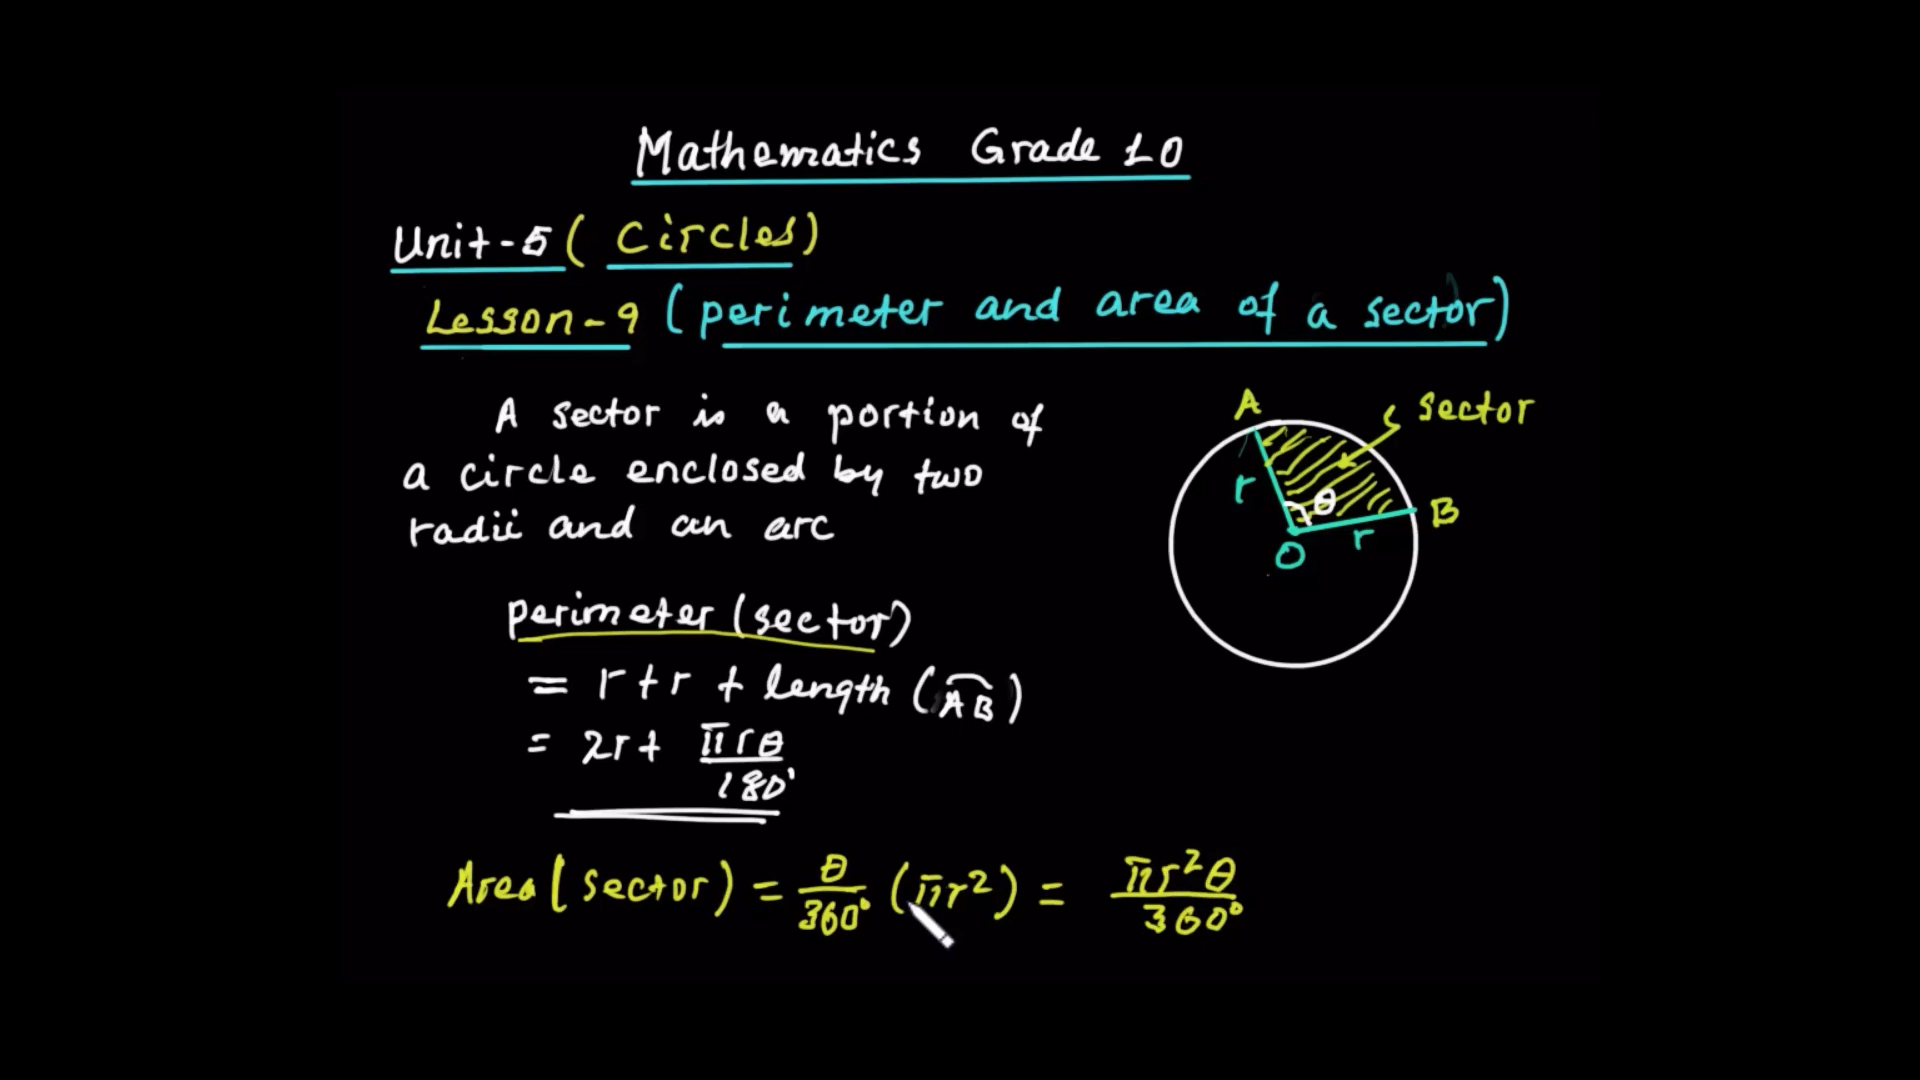 Mathematics Grade 10
Unit-5 ( Circles)
Lesson-9 (perimeter and area of a sector)
A sector is a portion of
a circle enclosed by two
radii and an arc
A
sector
r
θ
B
O
r
perimeter (sector)
= r+r + length (A͡B)
= 2r + πrθ/180°
Area(sector) = θ/360° (πr²) = πr²θ/360°